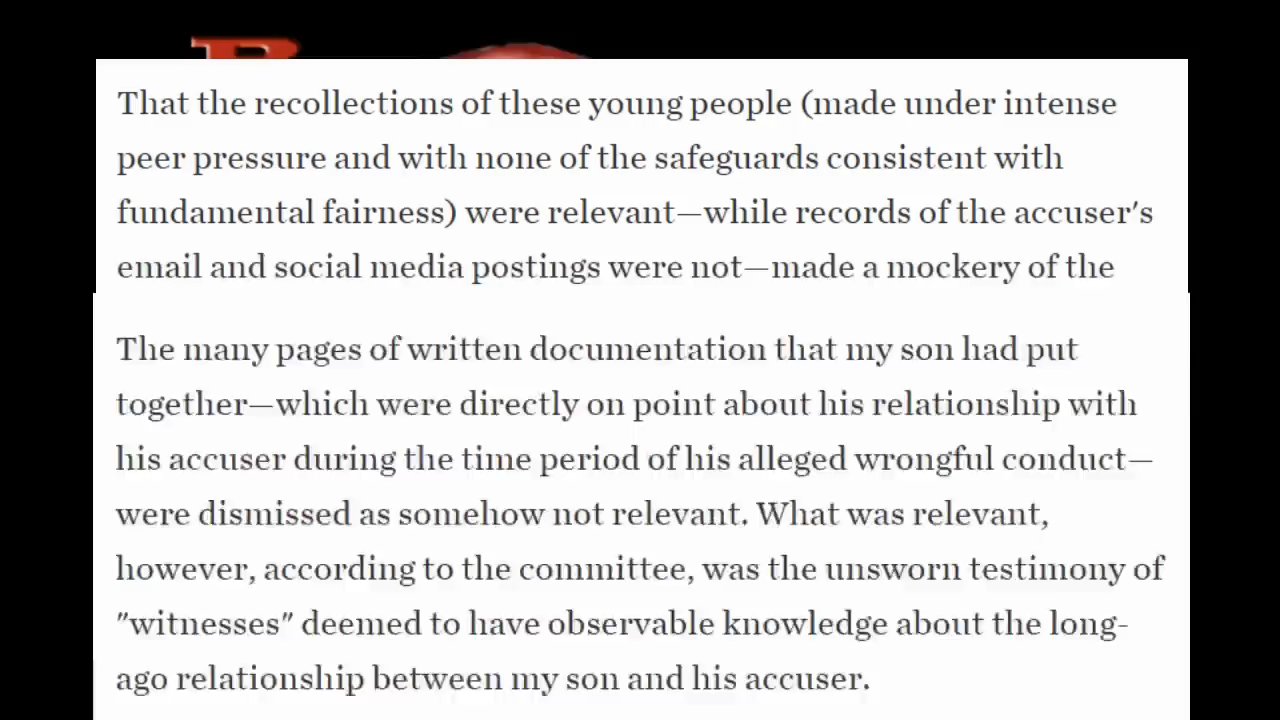 That the recollections of these young people (made under intense
peer pressure and with none of the safeguards consistent with
fundamental fairness) were relevant—while records of the accuser's
email and social media postings were not—made a mockery of the
The many pages of written documentation that my son had put
together—which were directly on point about his relationship with
his accuser during the time period of his alleged wrongful conduct—
were dismissed as somehow not relevant. What was relevant,
however, according to the committee, was the unsworn testimony of
"witnesses" deemed to have observable knowledge about the long-
ago relationship between my son and his accuser.